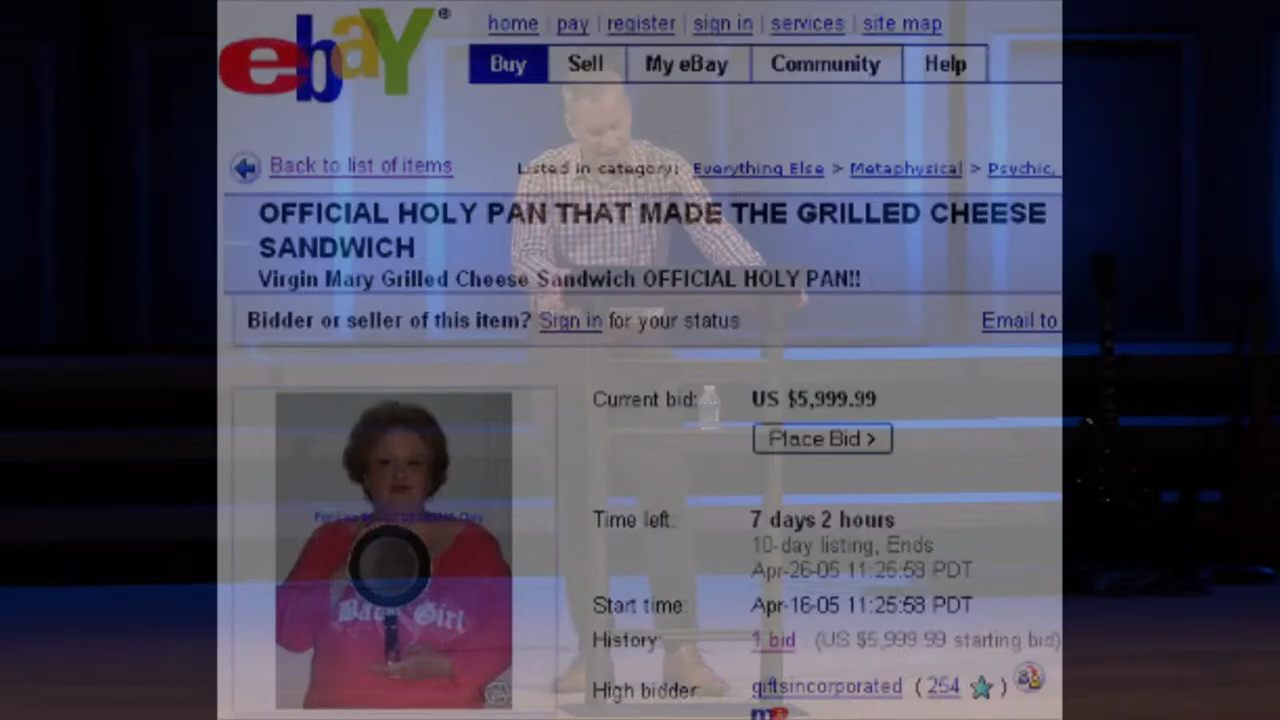 ebaY®
home | pay | register | sign in | services | site map
Buy Sell My eBay Community Help
Back to list of items
Listed in category: Everything Else > Metaphysical > Psychic,
OFFICIAL HOLY PAN THAT MADE THE GRILLED CHEESE
SANDWICH
Virgin Mary Grilled Cheese Sandwich OFFICIAL HOLY PAN!!
Bidder or seller of this item? Sign in for your status
Email to
Current bid: US $5,999.99
Place Bid >
Time left: 7 days 2 hours
10-day listing, Ends
Apr-26-05 11:25:58 PDT
Start time: Apr-16-05 11:25:58 PDT
History: 1 bid (US $5,999.99 starting bid)
High bidder: giftsincorporated ( 254 )
me
Girl